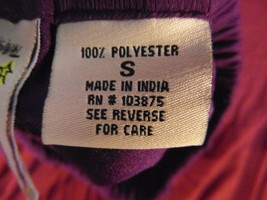 100% POLYESTER
S
MADE IN INDIA
RN # 103875
SEE REVERSE
FOR CARE